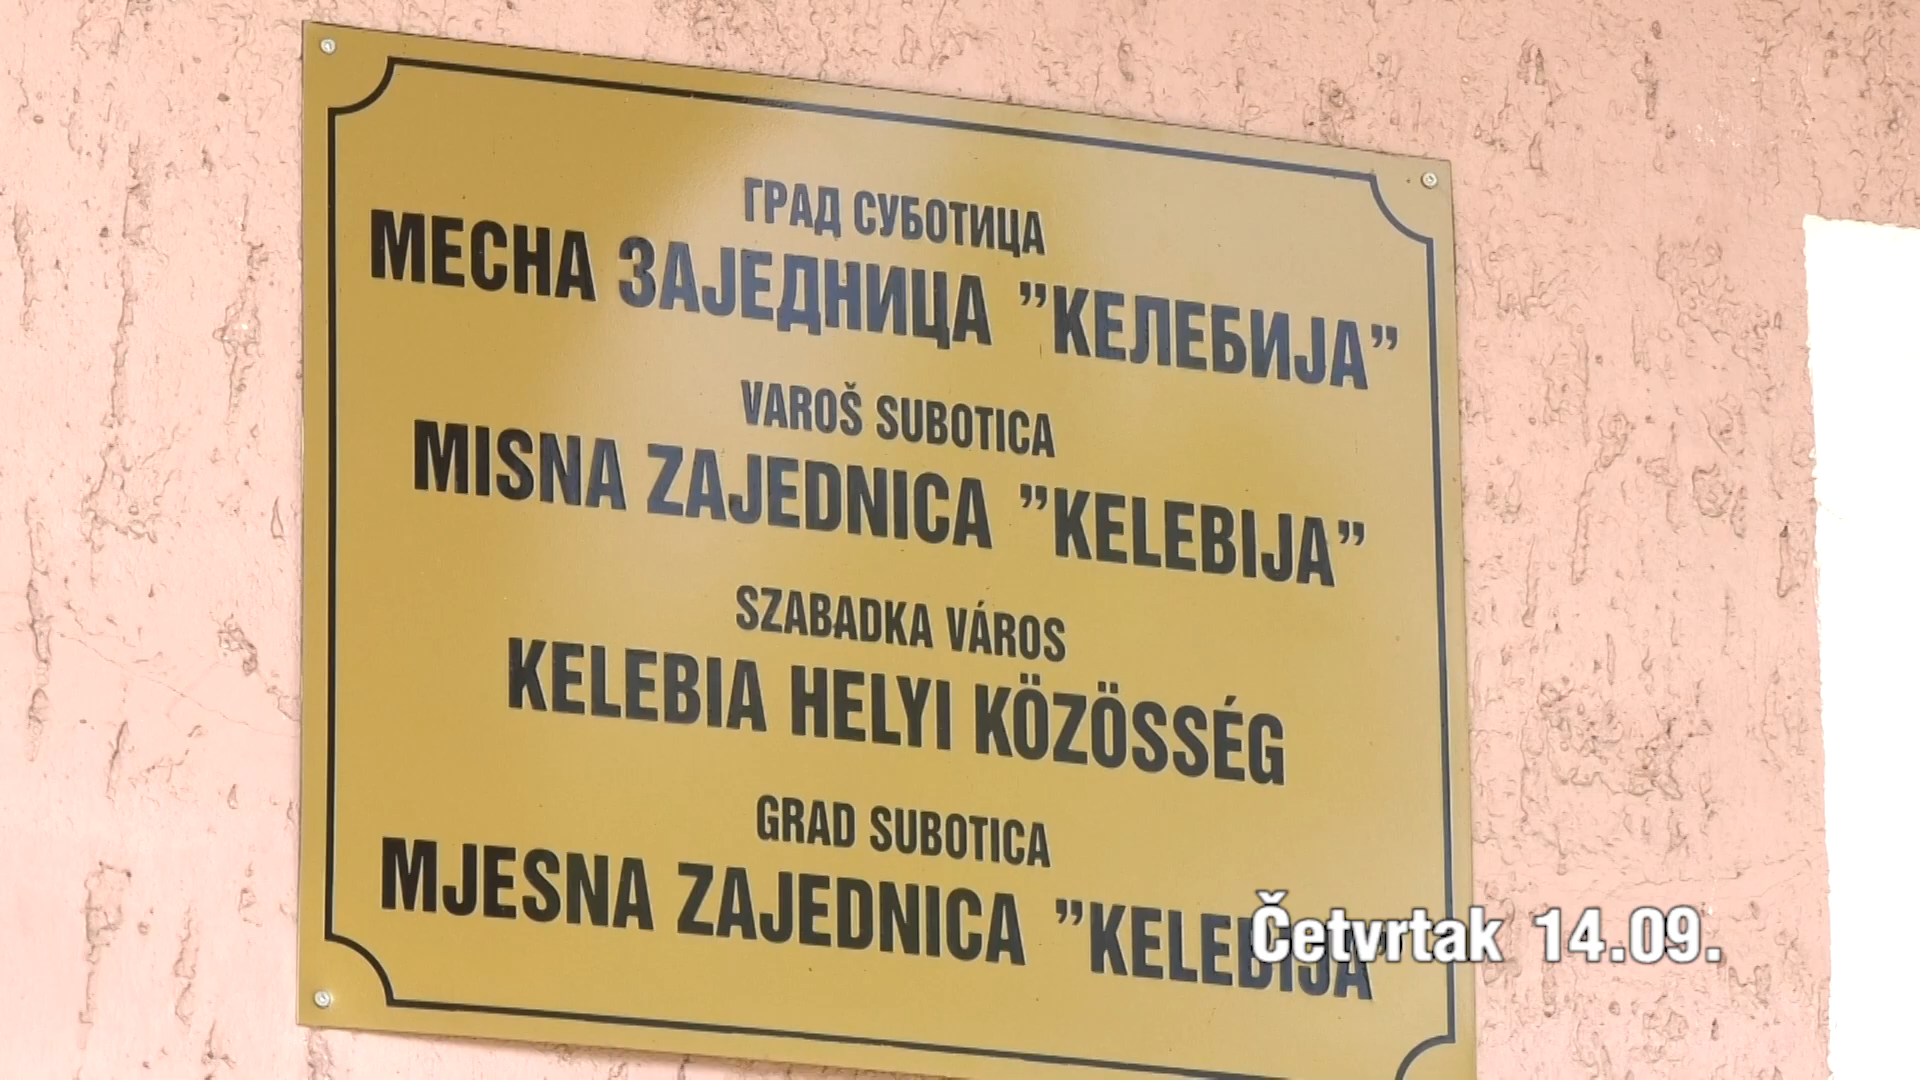 ГРАД СУБОТИЦА
МЕСНА ЗАЈЕДНИЦА ”КЕЛЕБИЈА”
VAROŠ SUBOTICA
MISNA ZAJEDNICA ”KELEBIJA”
SZABADKA VÁROS
KELEBIA HELYI KÖZÖSSÉG
GRAD SUBOTICA
MJESNA ZAJEDNICA ”KELEBIJA”
Četvrtak 14.09.